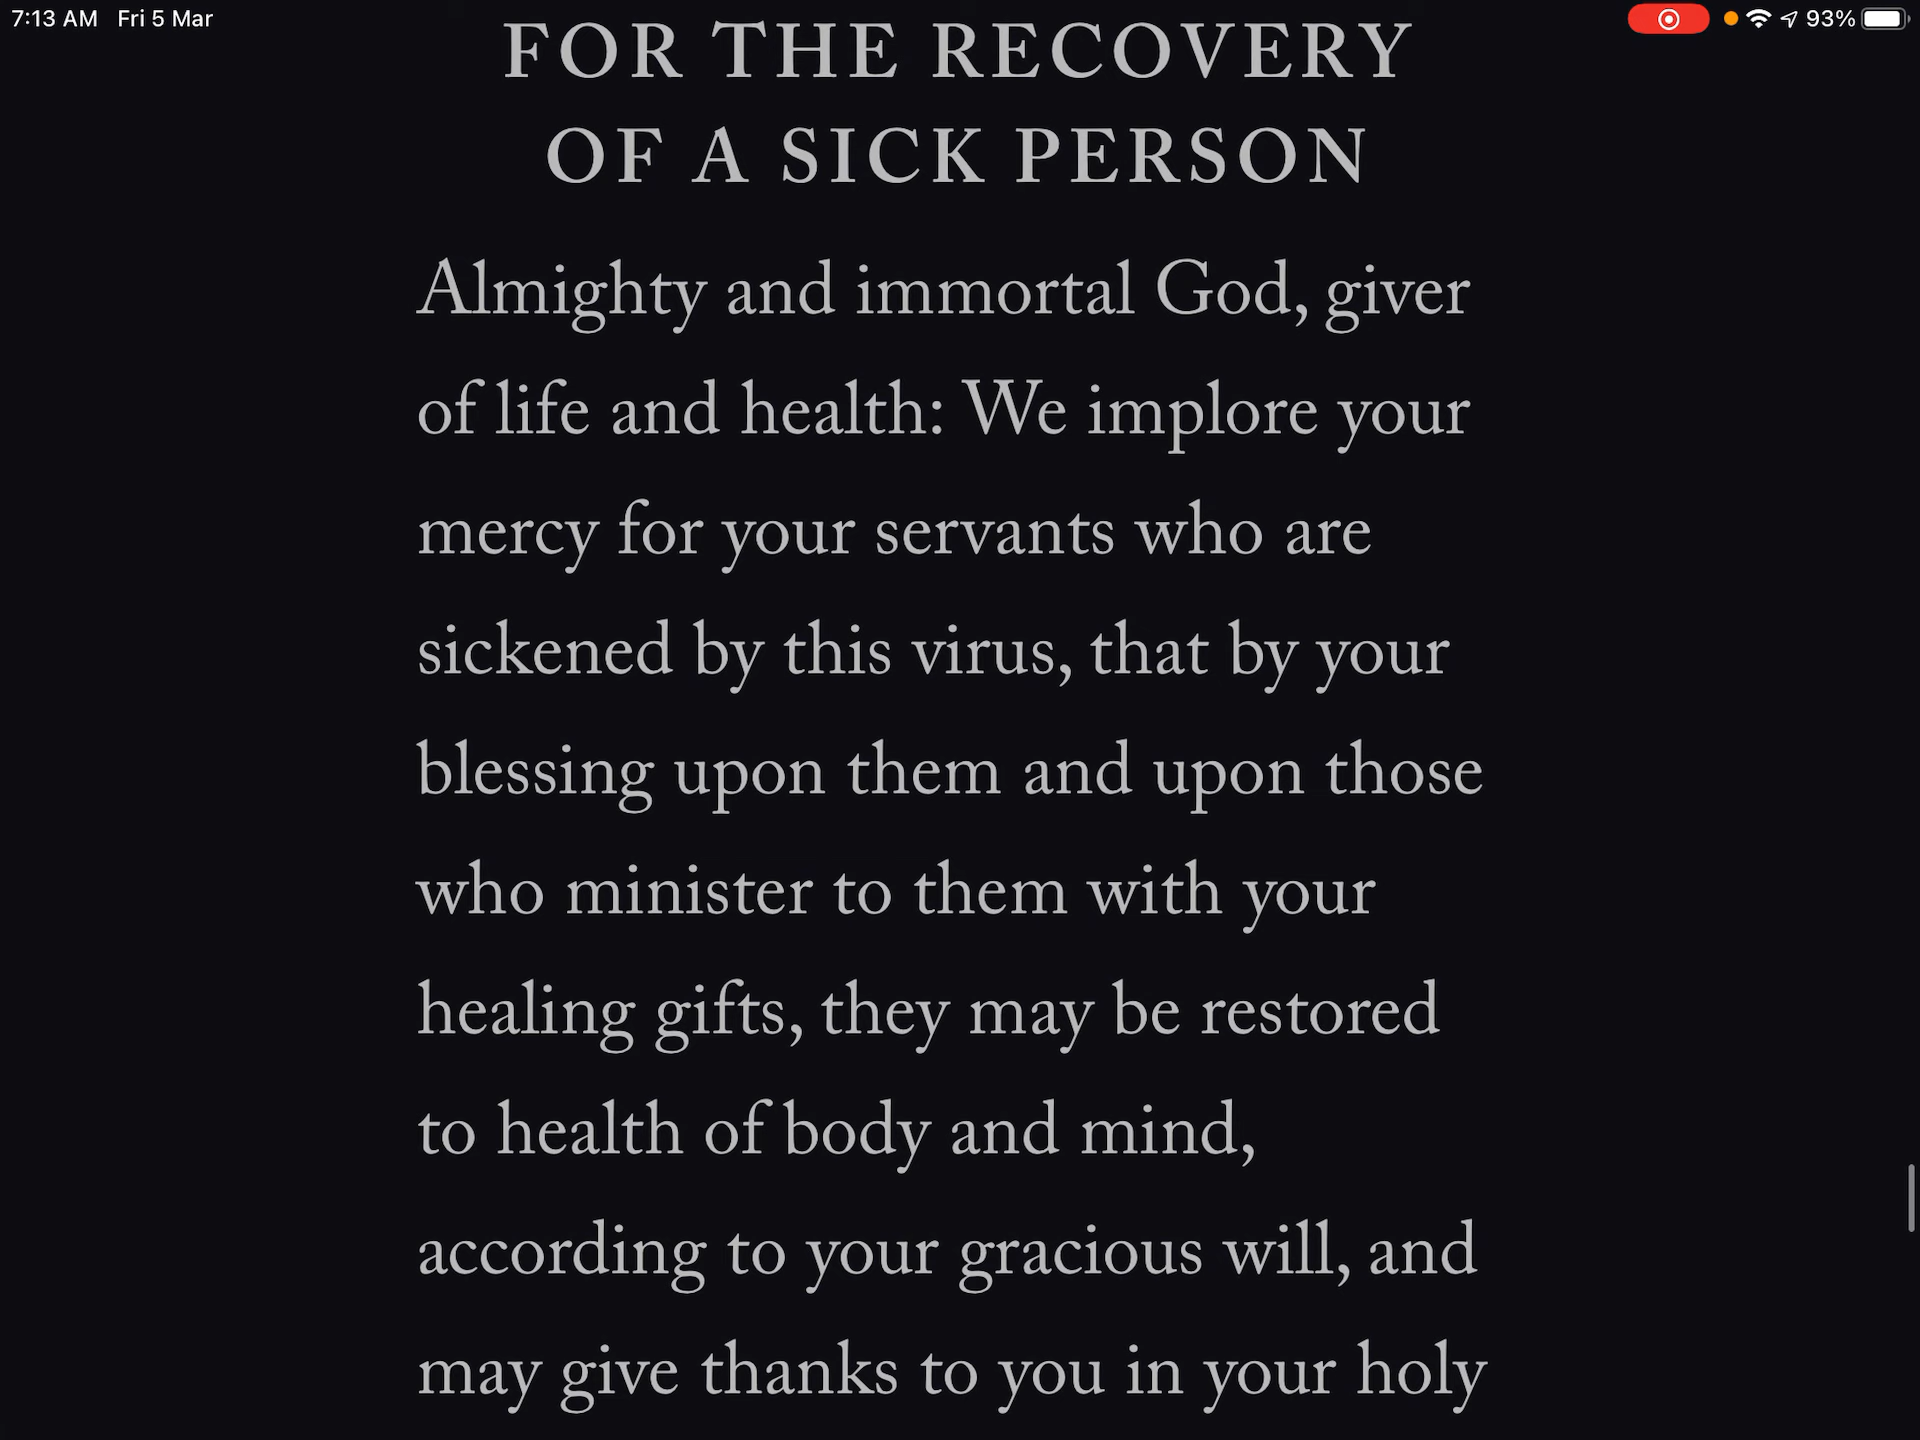 7:13 AM Fri 5 Mar
93%
FOR THE RECOVERY
OF A SICK PERSON
Almighty and immortal God, giver
of life and health: We implore your
mercy for your servants who are
sickened by this virus, that by your
blessing upon them and upon those
who minister to them with your
healing gifts, they may be restored
to health of body and mind,
according to your gracious will, and
may give thanks to you in your holy